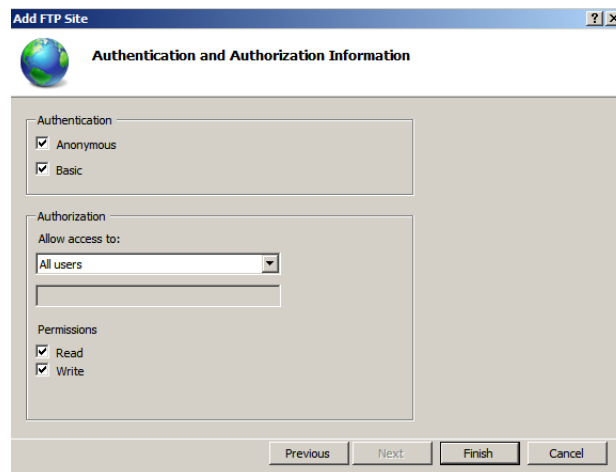 Add FTP Site
Authentication and Authorization Information
Authentication
Anonymous
Basic
Authorization
Allow access to:
All users
Permissions
Read
Write
Previous Next Finish Cancel